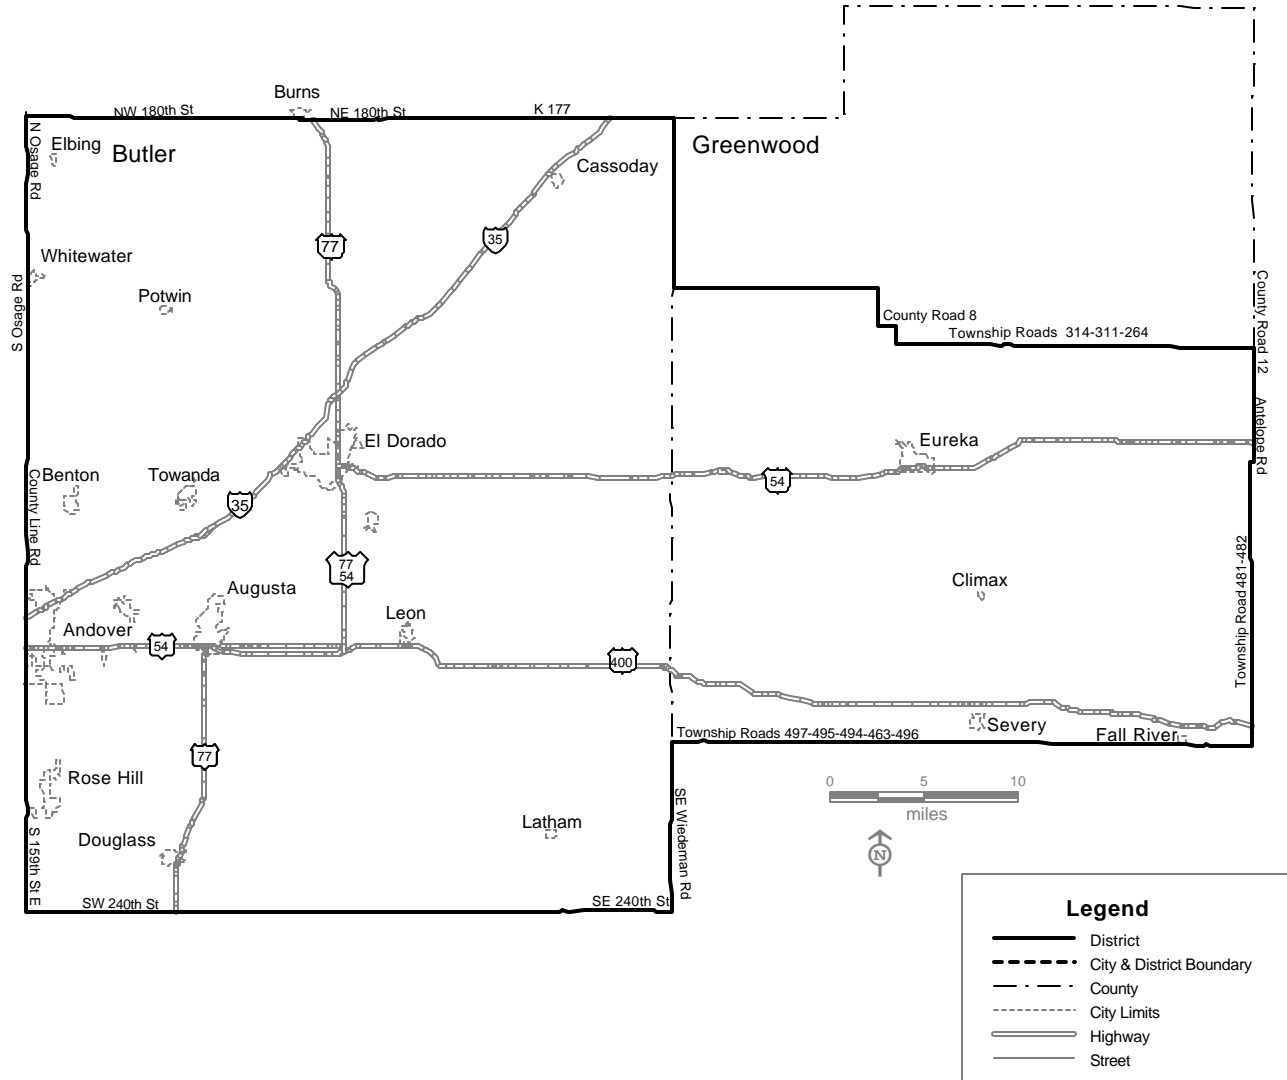 Burns
NW 180th St
NE 180th St
K 177
N Osage Rd
Elbing
Butler
Greenwood
Cassoday
77
35
Whitewater
S Osage Rd
Potwin
County Road 12
County Road 8
Township Roads 314-311-264
El Dorado
Eureka
Antelope Rd
Benton
Towanda
County Line Rd
35
54
77
54
Township Road 481-482
Climax
Augusta
Leon
Andover
54
400
Severy
Fall River
Township Roads 497-495-494-463-496
77
Rose Hill
0 5 10
miles
SE Wiedeman Rd
Latham
Douglass
S 159th St E
N
SW 240th St
SE 240th St
Legend
District
City & District Boundary
County
City Limits
Highway
Street